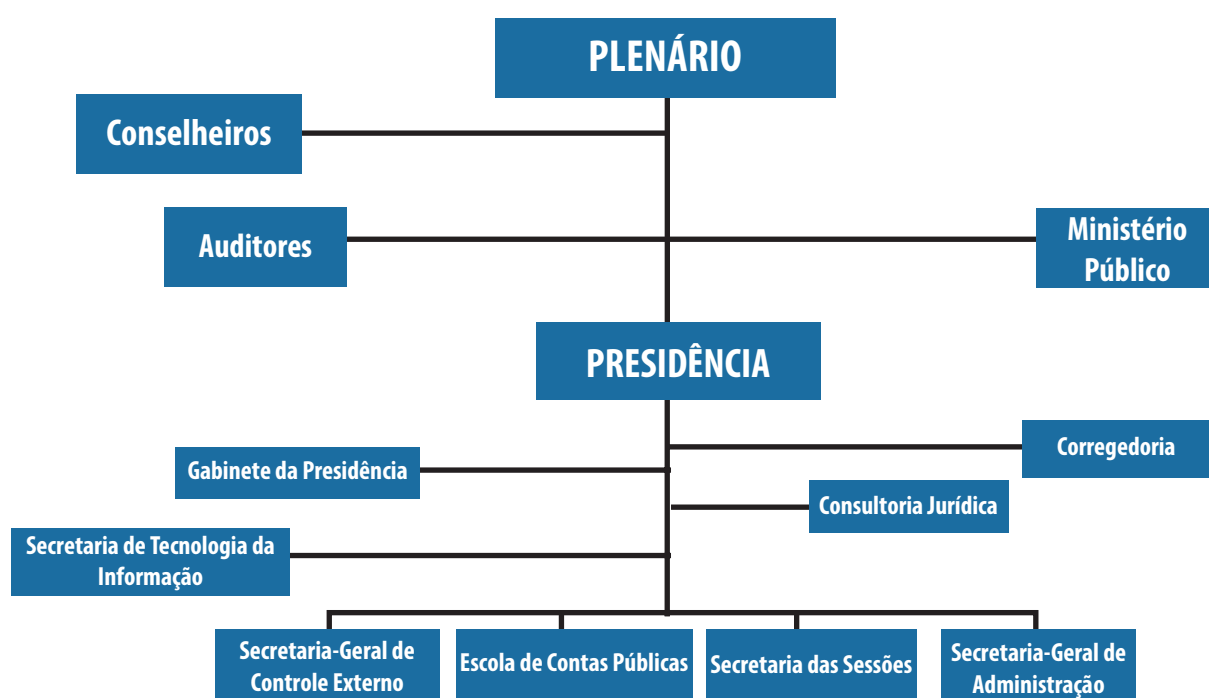 PLENÁRIO
Conselheiros
Auditores
Ministério
Público
PRESIDÊNCIA
Corregedoria
Gabinete da Presidência
Consultoria Jurídica
Secretaria de Tecnologia da
Informação
Secretaria-Geral de
Controle Externo
Escola de Contas Públicas
Secretaria das Sessões
Secretaria-Geral de
Administração